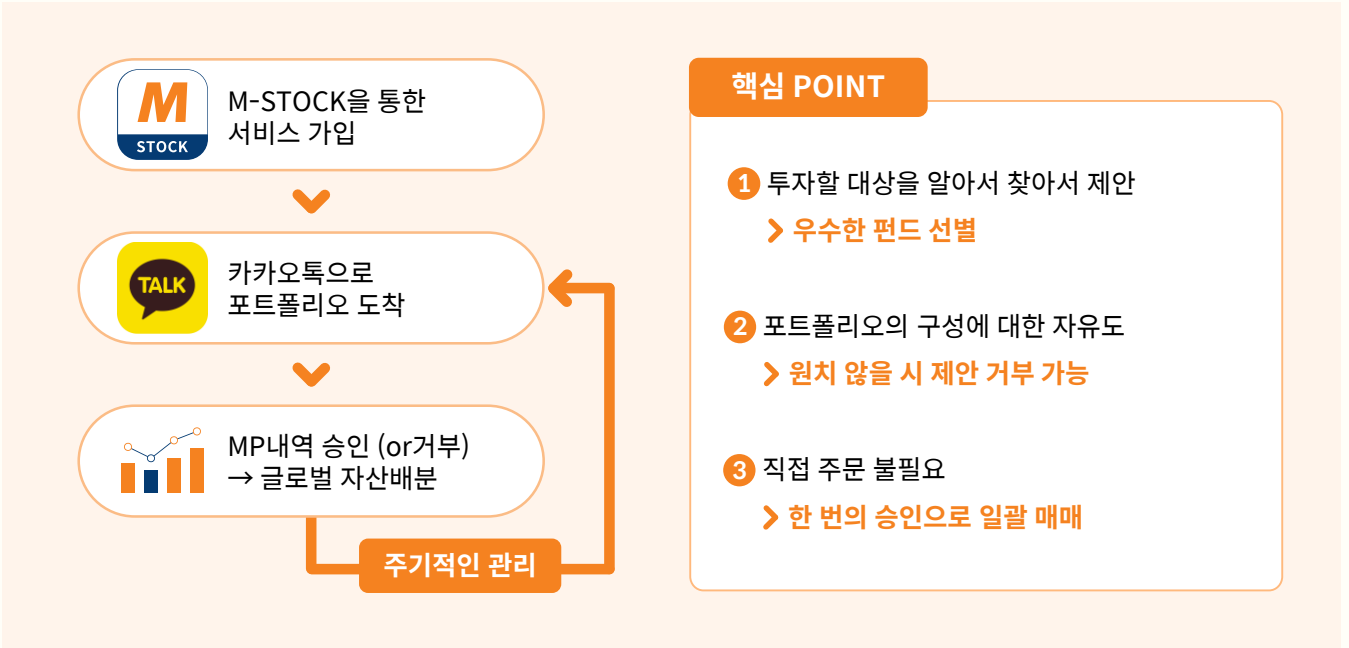 M
STOCK
M-STOCK을 통한
서비스 가입
TALK
카카오톡으로
포트폴리오 도착
MP내역 승인 (or거부)
→ 글로벌 자산배분
주기적인 관리
핵심 POINT
1 투자할 대상을 알아서 찾아서 제안
우수한 펀드 선별
2 포트폴리오의 구성에 대한 자유도
원치 않을 시 제안 거부 가능
3 직접 주문 불필요
한 번의 승인으로 일괄 매매